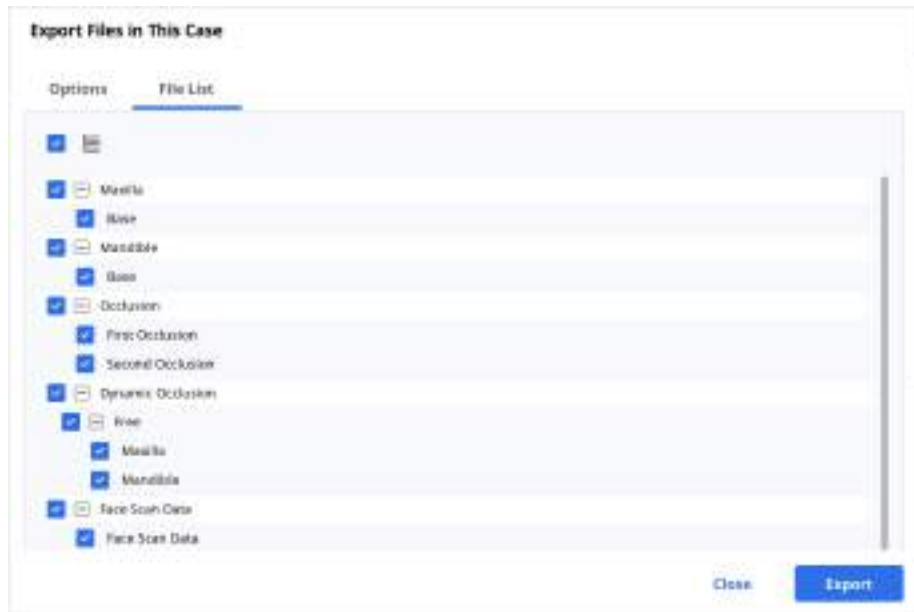 Export Files in This Case
Options File List
Maxilla
Base
Mandible
Base
Occlusion
First Occlusion
Second Occlusion
Dynamic Occlusion
Free
Maxilla
Mandible
Face Scan Data
Face Scan Data
Close Export